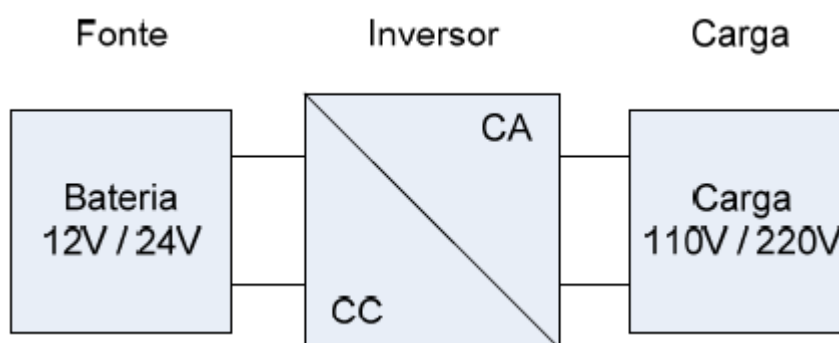 Fonte
Inversor
Carga
Bateria
12V / 24V
CA
CC
Carga
110V / 220V